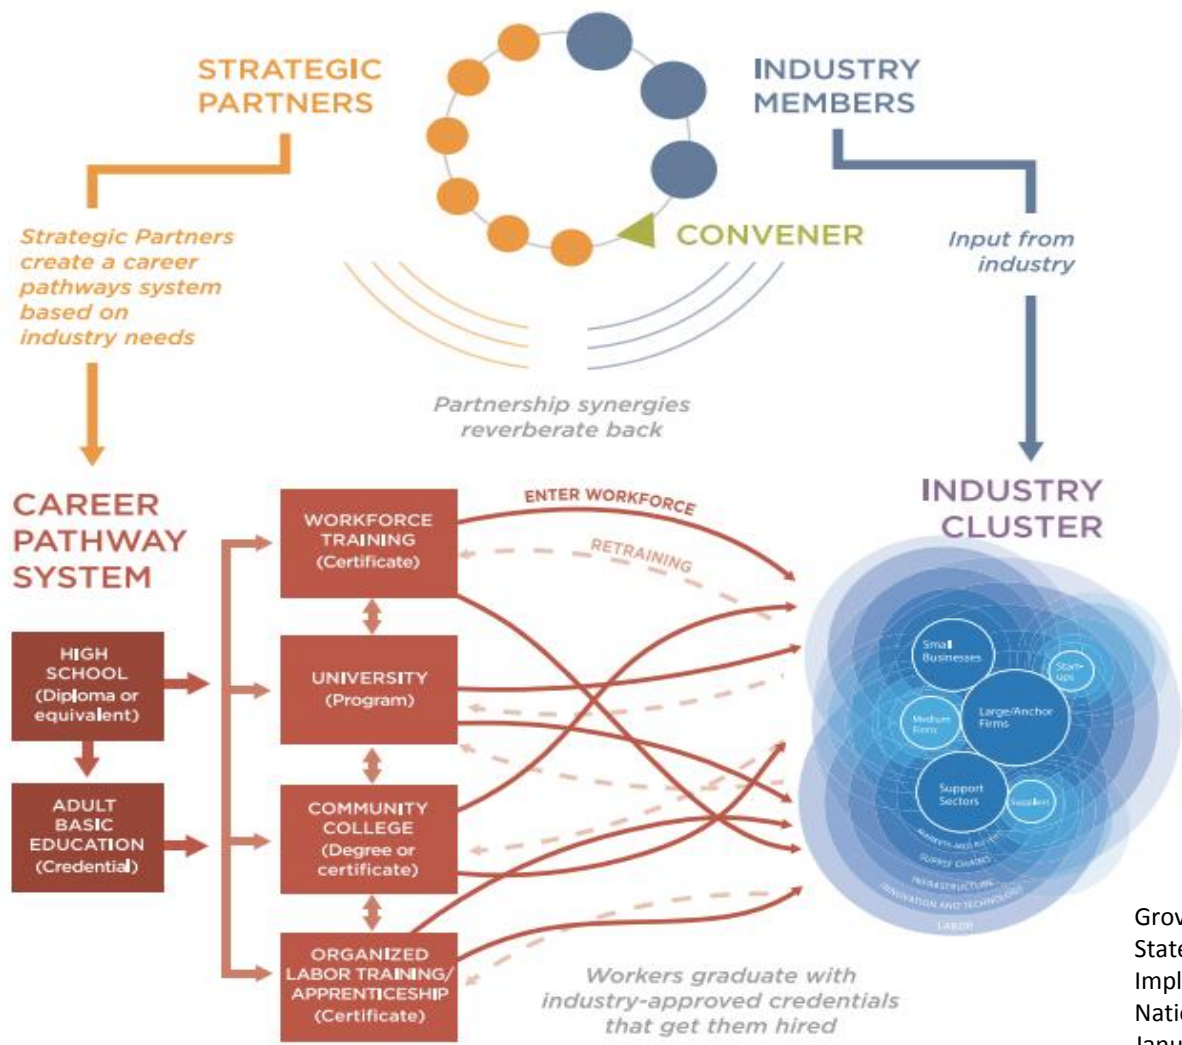 STRATEGIC
PARTNERS
INDUSTRY
MEMBERS
CONVENER
Strategic Partners
create a career
pathways system
based on
industry needs
Input from
industry
Partnership synergies
reverberate back
CAREER
PATHWAY
SYSTEM
INDUSTRY
CLUSTER
HIGH
SCHOOL
(Diploma or
equivalent)
ADULT
BASIC
EDUCATION
(Credential)
WORKFORCE
TRAINING
(Certificate)
UNIVERSITY
(Program)
COMMUNITY
COLLEGE
(Degree or
certificate)
ORGANIZED
LABOR TRAINING/
APPRENTICESHIP
(Certificate)
ENTER WORKFORCE
RETRAINING
Small
Businesses
Start-
ups
Medium
Firms
Large/Anchor
Firms
Support
Sectors
Suppliers
SUPPLY CHAINS
INFRASTRUCTURE
INNOVATION AND TECHNOLOGY
LABOR
Workers graduate with
industry-approved credentials
that get them hired